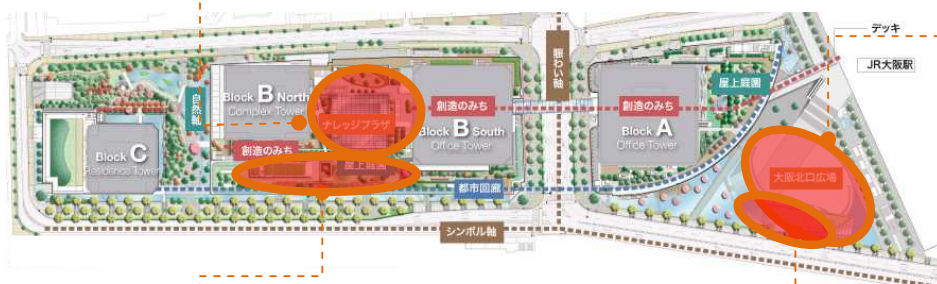 デッキ
JR大阪駅
賑わい軸
屋上庭園
自然軸
Block B North
Complex Tower
ナレッジプラザ
創造のみち
Block B South
Office Tower
創造のみち
Block A
Office Tower
創造のみち
Block C
Residence Tower
大阪北口広場
都市回廊
シンボル軸